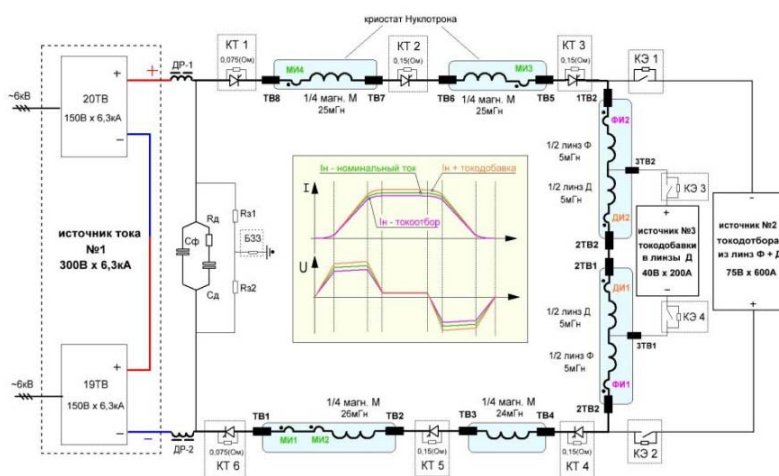 криостат Нуклотрона
КТ 1
0,075(Ом)
КТ 2
0,15(Ом)
КТ 3
0,15(Ом)
КЭ 1
ДР-1
МИ4
ТВ8
ТВ7
1/4 магн. М
25мГн
МИ3
ТВ6
ТВ5
1/4 магн. М
25мГн
1ТВ2
~6кВ
+
20ТВ
150В х 6,3кА
−
+
источник тока
№1
300В х 6,3кА
~6кВ
+
19ТВ
150В х 6,3кА
−
−
ДР-2
Rд
Сф
Сд
Rз1
БЗЗ
Rз2
Iн - номинальный ток
Iн + токодобавка
Iн - токоотбор
I
U
ФИ2
1/2 линз Ф
5мГн
1/2 линз Д
5мГн
ДИ2
3ТВ2
КЭ 3
2ТВ2
2ТВ1
+
источник №3
токодобавки
в линзы Д
40В х 200А
−
КЭ 4
3ТВ1
-
источник №2
токодотбора
из линз Ф + Д
75В х 600А
+
ДИ1
1/2 линз Д
5мГн
1/2 линз Ф
5мГн
ФИ1
2ТВ2
КЭ 2
0,075(Ом)
КТ 6
ТВ1
МИ1
МИ2
1/4 магн. М
26мГн
ТВ2
0,15(Ом)
КТ 5
ТВ3
1/4 магн. М
24мГн
ТВ4
0,15(Ом)
КТ 4